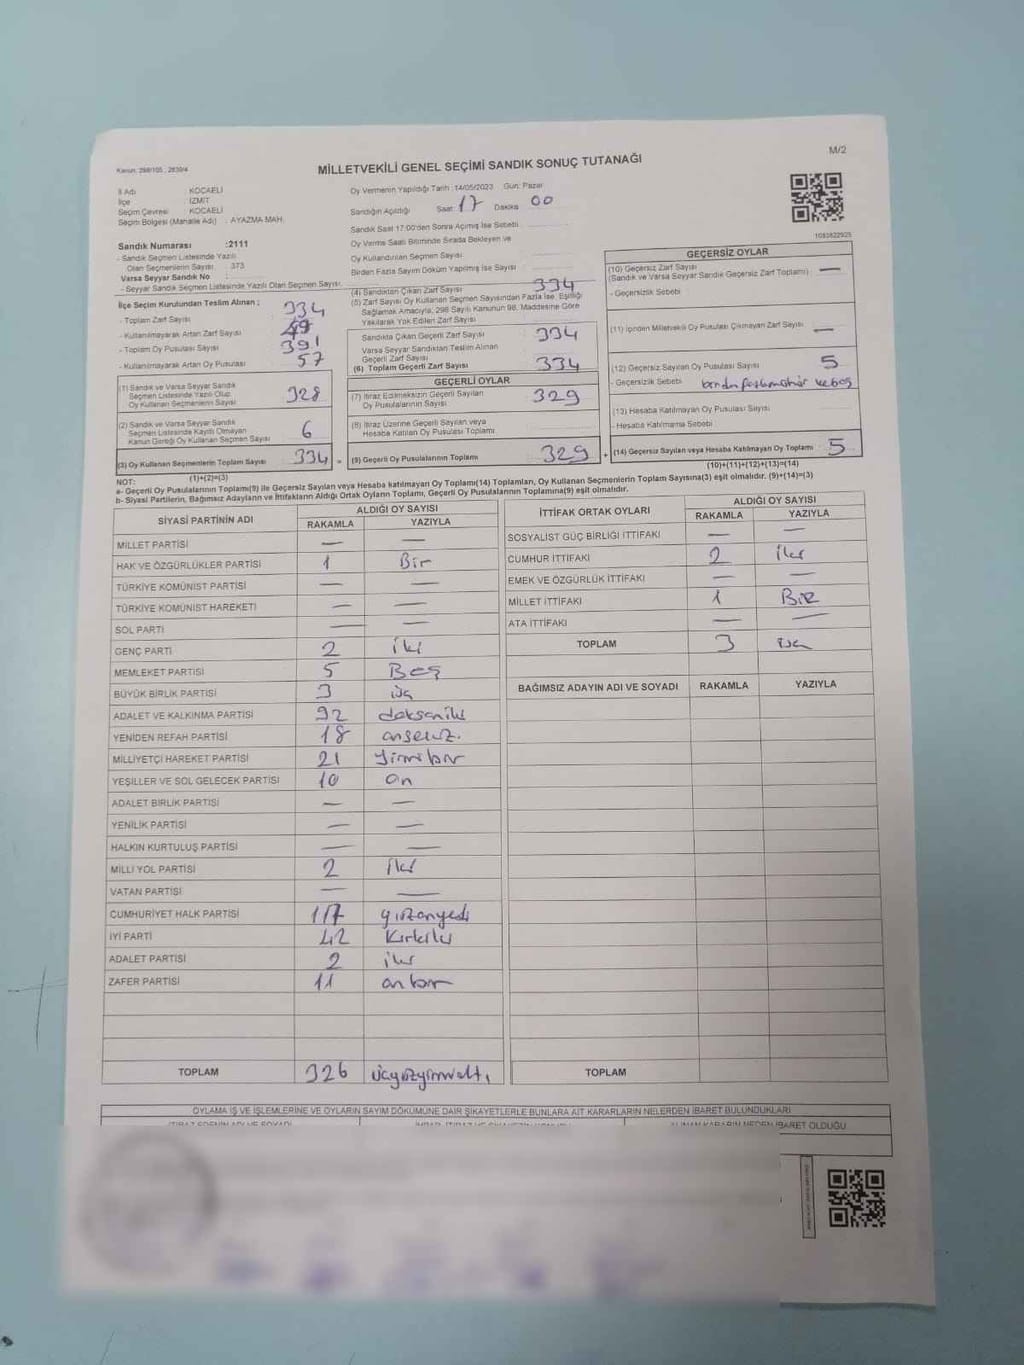 M/2
Kanun: 298/105 ; 2839/4
MİLLETVEKİLİ GENEL SEÇİMİ SANDIK SONUÇ TUTANAĞI
İl Adı : KOCAELİ
İlçe : İZMİT
Seçim Çevresi : KOCAELİ
Seçim Bölgesi (Mahalle Adı) : AYAZMA MAH.
Sandık Numarası :2111
- Sandık Seçmen Listesinde Yazılı
Olan Seçmenlerin Sayısı : 373
Varsa Seyyar Sandık No :
- Seyyar Sandık Seçmen Listesinde Yazılı Olan Seçmen Sayısı:
İlçe Seçim Kurulundan Teslim Alınan ;
- Toplam Zarf Sayısı 334
- Kullanılmayarak Artan Zarf Sayısı
- Toplam Oy Pusulası Sayısı 391
- Kullanılmayarak Artan Oy Pusulası 57
(1) Sandık ve Varsa Seyyar Sandık
Seçmen Listesinde Yazılı Olup
Oy Kullanan Seçmenlerin Sayısı 328
(2) Sandık ve Varsa Seyyar Sandık
Seçmen Listesinde Kayıtlı Olmayan
Kanun Gereği Oy Kullanan Seçmen Sayısı 6
(3) Oy Kullanan Seçmenlerin Toplam Sayısı 334 =
(1)+(2)=(3)
Oy Vermenin Yapıldığı Tarih :14/05/2023 Gün: Pazar
Sandığın Açıldığı Saat: 17 Dakika 00
Sandık Saat 17:00'den Sonra Açılmış İse Sebebi
Oy Verme Saati Bitiminde Sırada Bekleyen ve
Oy Kullandırılan Seçmen Sayısı
Birden Fazla Sayım Döküm Yapılmış İse Sayısı
(4) Sandıktan Çıkan Zarf Sayısı 334
(5) Zarf Sayısı Oy Kullanan Seçmen Sayısından Fazla İse, Eşitliği
Sağlamak Amacıyla, 298 Sayılı Kanunun 98. Maddesine Göre
Yakılarak Yok Edilen Zarf Sayısı
Sandıkta Çıkan Geçerli Zarf Sayısı 334
Varsa Seyyar Sandıktan Teslim Alınan
Geçerli Zarf Sayısı
(6) Toplam Geçerli Zarf Sayısı 334
GEÇERLİ OYLAR
(7) İtiraz Edilmeksizin Geçerli Sayılan
Oy Pusulalarının Sayısı 329
(8) İtiraz Üzerine Geçerli Sayılan veya
Hesaba Katılan Oy Pusulası Toplamı
(9) Geçerli Oy Pusulalarının Toplamı 329 +
1093822925
GEÇERSİZ OYLAR
(10) Geçersiz Zarf Sayısı
(Sandık ve Varsa Seyyar Sandık Geçersiz Zarf Toplamı) : —
- Geçersizlik Sebebi
(11) İçinden Milletvekili Oy Pusulası Çıkmayan Zarf Sayısı —
(12) Geçersiz Sayılan Oy Pusulası Sayısı 5
- Geçersizlik Sebebi
(13) Hesaba Katılmayan Oy Pusulası Sayısı
- Hesaba Katılmama Sebebi
(14) Geçersiz Sayılan veya Hesaba Katılmayan Oy Toplamı 5
(10)+(11)+(12)+(13)=(14)
NOT:
a- Geçerli Oy Pusulalarının Toplamı(9) ile Geçersiz Sayılan veya Hesaba katılmayan Oy Toplamı(14) Toplamları, Oy Kullanan Seçmenlerin Toplam Sayısına(3) eşit olmalıdır. (9)+(14)=(3)
b- Siyasi Partilerin, Bağımsız Adayların ve İttifakların Aldığı Ortak Oyların Toplamı, Geçerli Oy Pusulalarının Toplamına(9) eşit olmalıdır.
SİYASİ PARTİNİN ADI ALDIĞI OY SAYISI
RAKAMLA YAZIYLA
MİLLET PARTİSİ — —
HAK VE ÖZGÜRLÜKLER PARTİSİ 1 Bir
TÜRKİYE KOMÜNİST PARTİSİ — —
TÜRKİYE KOMÜNİST HAREKETİ — —
SOL PARTİ — —
GENÇ PARTİ 2 iki
MEMLEKET PARTİSİ 5 Beş
BÜYÜK BİRLİK PARTİSİ 3 üç
ADALET VE KALKINMA PARTİSİ 92 doksaniki
YENİDEN REFAH PARTİSİ 18 onsekiz.
MİLLİYETÇİ HAREKET PARTİSİ 21 Yirmibir
YEŞİLLER VE SOL GELECEK PARTİSİ 10 on
ADALET BİRLİK PARTİSİ — —
YENİLİK PARTİSİ — —
HALKIN KURTULUŞ PARTİSİ — —
MİLLİ YOL PARTİSİ 2 iki
VATAN PARTİSİ — —
CUMHURİYET HALK PARTİSİ 117 yüzonyedi
İYİ PARTİ 42 Kırkiki
ADALET PARTİSİ 2 iki
ZAFER PARTİSİ 11 onbir
TOPLAM 326 üçyüzyirmialtı
İTTİFAK ORTAK OYLARI ALDIĞI OY SAYISI
RAKAMLA YAZIYLA
SOSYALİST GÜÇ BİRLİĞİ İTTİFAKI — —
CUMHUR İTTİFAKI 2 iki
EMEK VE ÖZGÜRLÜK İTTİFAKI — —
MİLLET İTTİFAKI 1 BİR
ATA İTTİFAKI — —
TOPLAM 3 üç
BAĞIMSIZ ADAYIN ADI VE SOYADI RAKAMLA YAZIYLA
TOPLAM
OYLAMA İŞ VE İŞLEMLERİNE VE OYLARIN SAYIM DÖKÜMÜNE DAİR ŞİKAYETLERLE BUNLARA AİT KARARLARIN NELERDEN İBARET BULUNDUKLARI